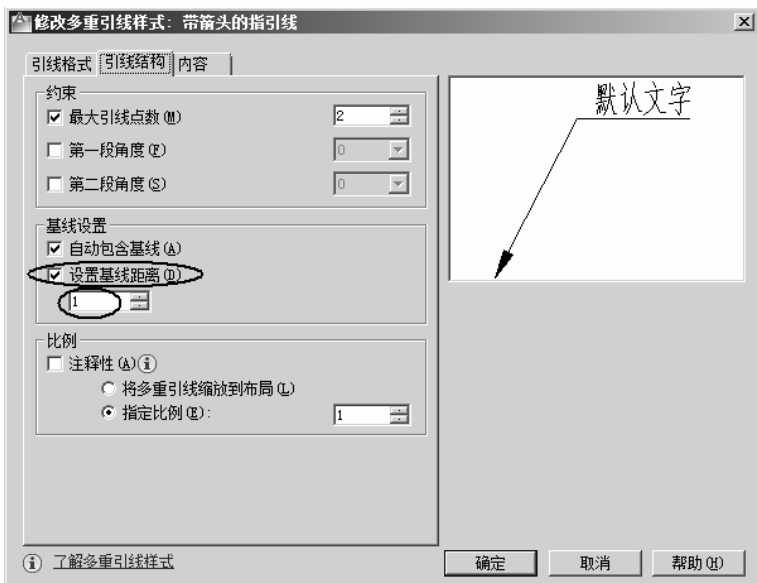 修改多重引线样式: 带箭头的指引线
引线格式 引线结构 内容
约束
最大引线点数(M) 2
第一段角度(F) 0
第二段角度(S) 0
基线设置
自动包含基线(A)
设置基线距离(D)
1
比例
注释性(A)
将多重引线缩放到布局(L)
指定比例(E): 1
默认文字
了解多重引线样式
确定 取消 帮助(H)